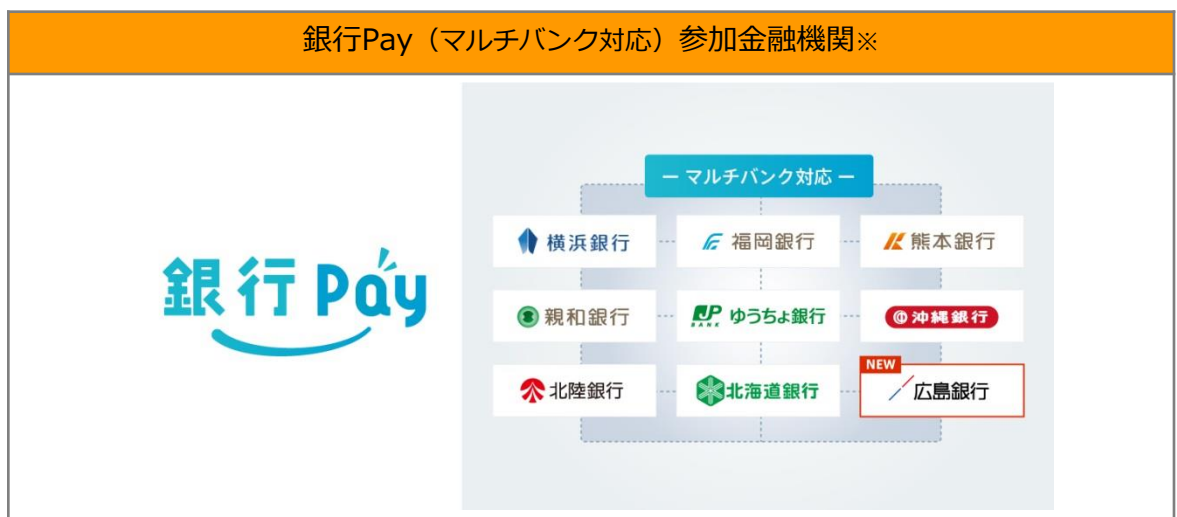 銀行Pay（マルチバンク対応）参加金融機関※
ー マルチバンク対応 ー
銀行 Pay
横浜銀行
福岡銀行
熊本銀行
親和銀行
JP BANK ゆうちょ銀行
沖縄銀行
北陸銀行
北海道銀行
NEW
広島銀行